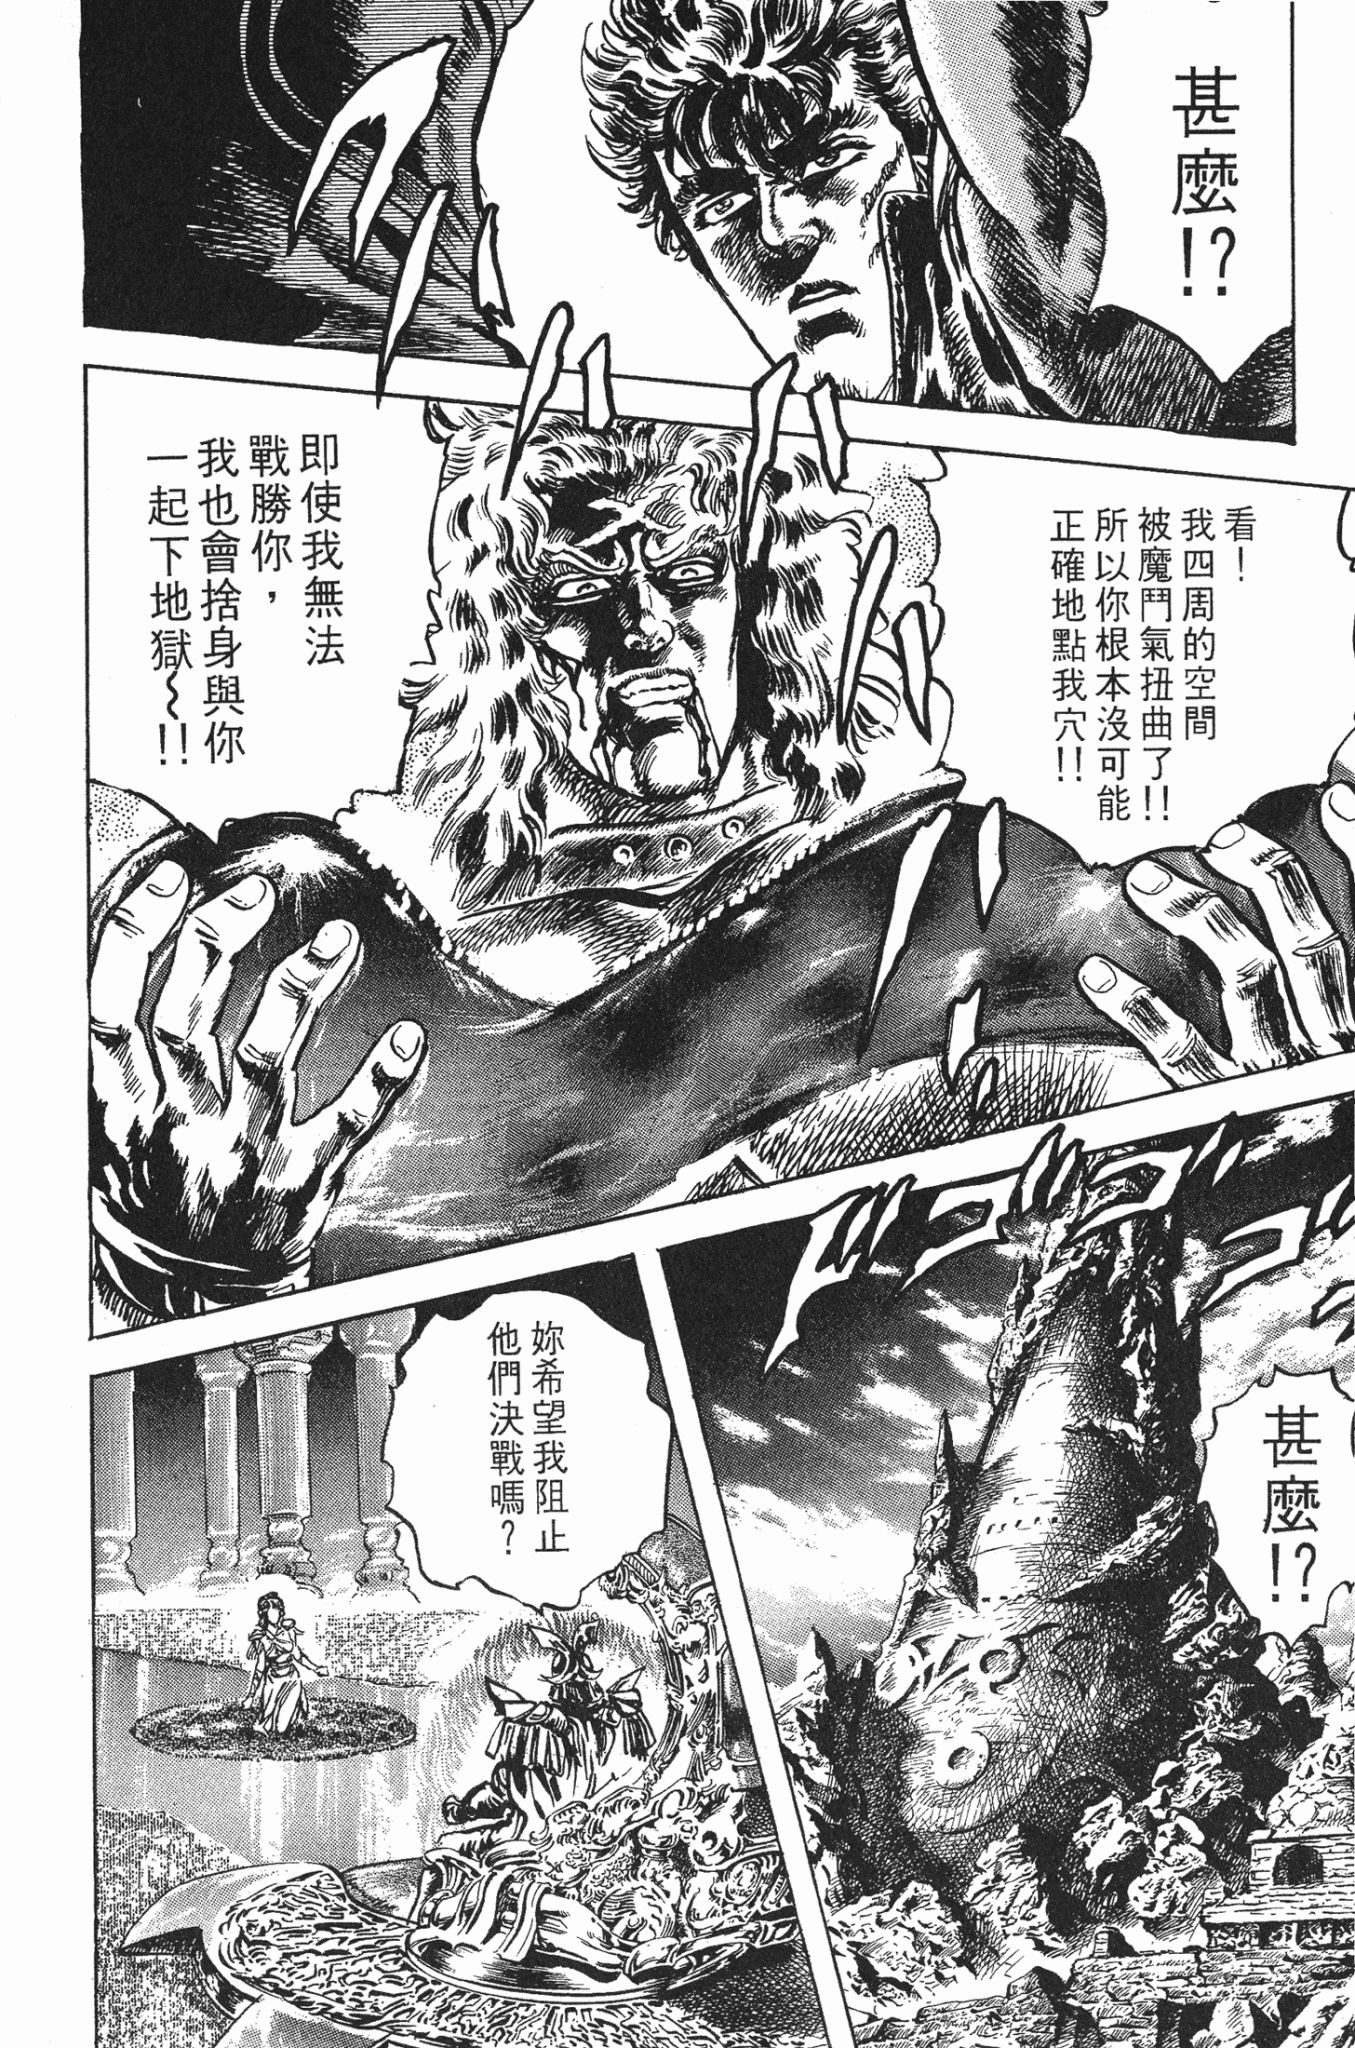 甚麼!?
看!
我四周的空間
被魔鬥氣扭曲了!!
所以你根本沒可能
正確地點我穴!!
即使我無法
戰勝你，
我也會捨身與你
一起下地獄~!!
ゴゴゴ
甚麼!?
妳希望我阻止
他們決戰嗎?